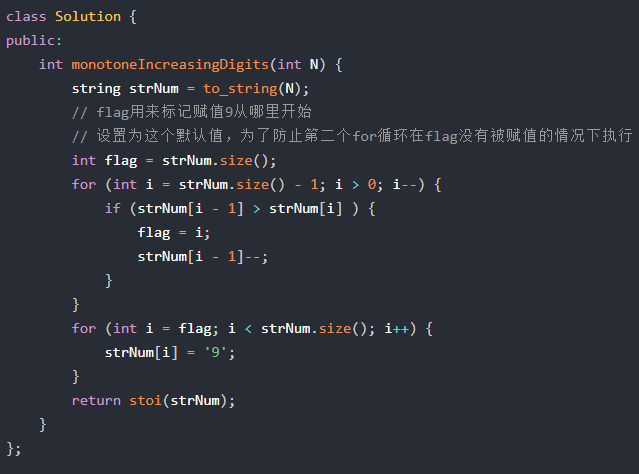 class Solution {
public:
    int monotoneIncreasingDigits(int N) {
        string strNum = to_string(N);
        // flag用来标记赋值9从哪里开始
        // 设置为这个默认值，为了防止第二个for循环在flag没有被赋值的情况下执行
        int flag = strNum.size();
        for (int i = strNum.size() - 1; i > 0; i--) {
            if (strNum[i - 1] > strNum[i] ) {
                flag = i;
                strNum[i - 1]--;
            }
        }
        for (int i = flag; i < strNum.size(); i++) {
            strNum[i] = '9';
        }
        return stoi(strNum);
    }
};